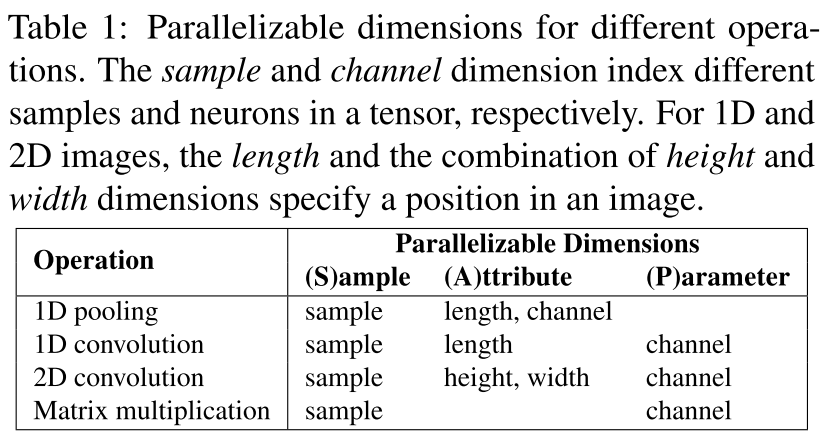 Table 1: Parallelizable dimensions for different opera-
tions. The sample and channel dimension index different
samples and neurons in a tensor, respectively. For 1D and
2D images, the length and the combination of height and
width dimensions specify a position in an image.
Operation
Parallelizable Dimensions
(S)ample (A)ttribute (P)arameter
1D pooling sample length, channel
1D convolution sample length channel
2D convolution sample height, width channel
Matrix multiplication sample channel